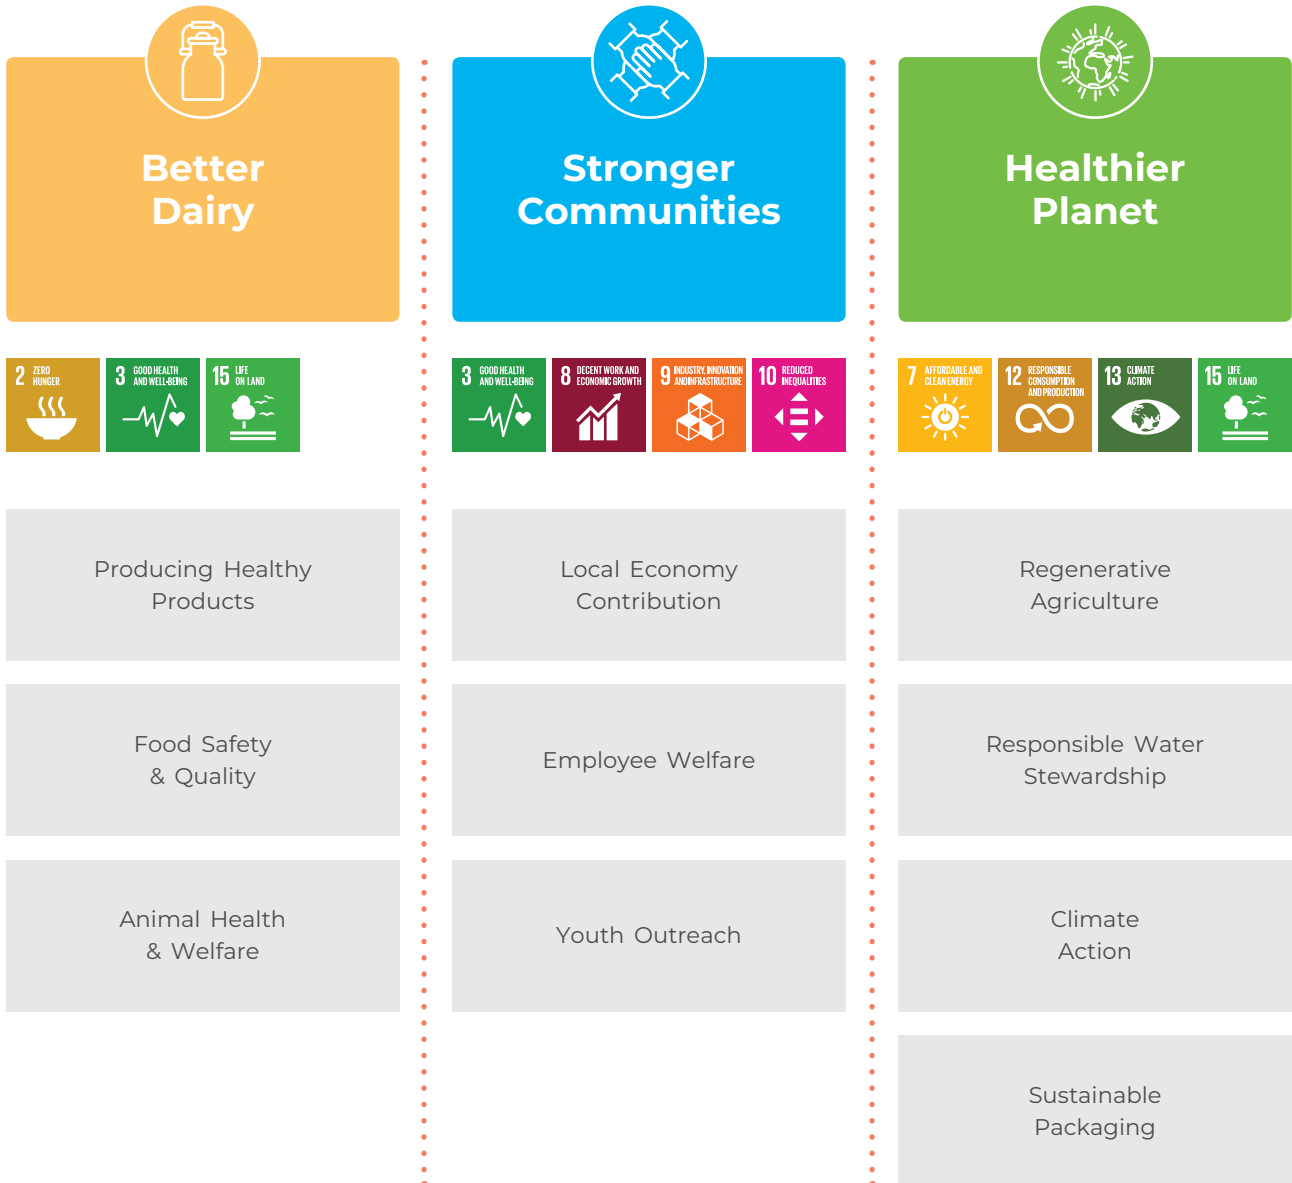 Better
Dairy
2 ZERO
HUNGER
3 GOOD HEALTH
AND WELL-BEING
15 LIFE
ON LAND
Producing Healthy
Products
Food Safety
& Quality
Animal Health
& Welfare
Stronger
Communities
3 GOOD HEALTH
AND WELL-BEING
8 DECENT WORK AND
ECONOMIC GROWTH
9 INDUSTRY, INNOVATION
ANDINFRASTRUCTURE
10 REDUCED
INEQUALITIES
Local Economy
Contribution
Employee Welfare
Youth Outreach
Healthier
Planet
7 AFFORDABLE AND
CLEAN ENERGY
12 RESPONSIBLE
CONSUMPTION
AND PRODUCTION
13 CLIMATE
ACTION
15 LIFE
ON LAND
Regenerative
Agriculture
Responsible Water
Stewardship
Climate
Action
Sustainable
Packaging